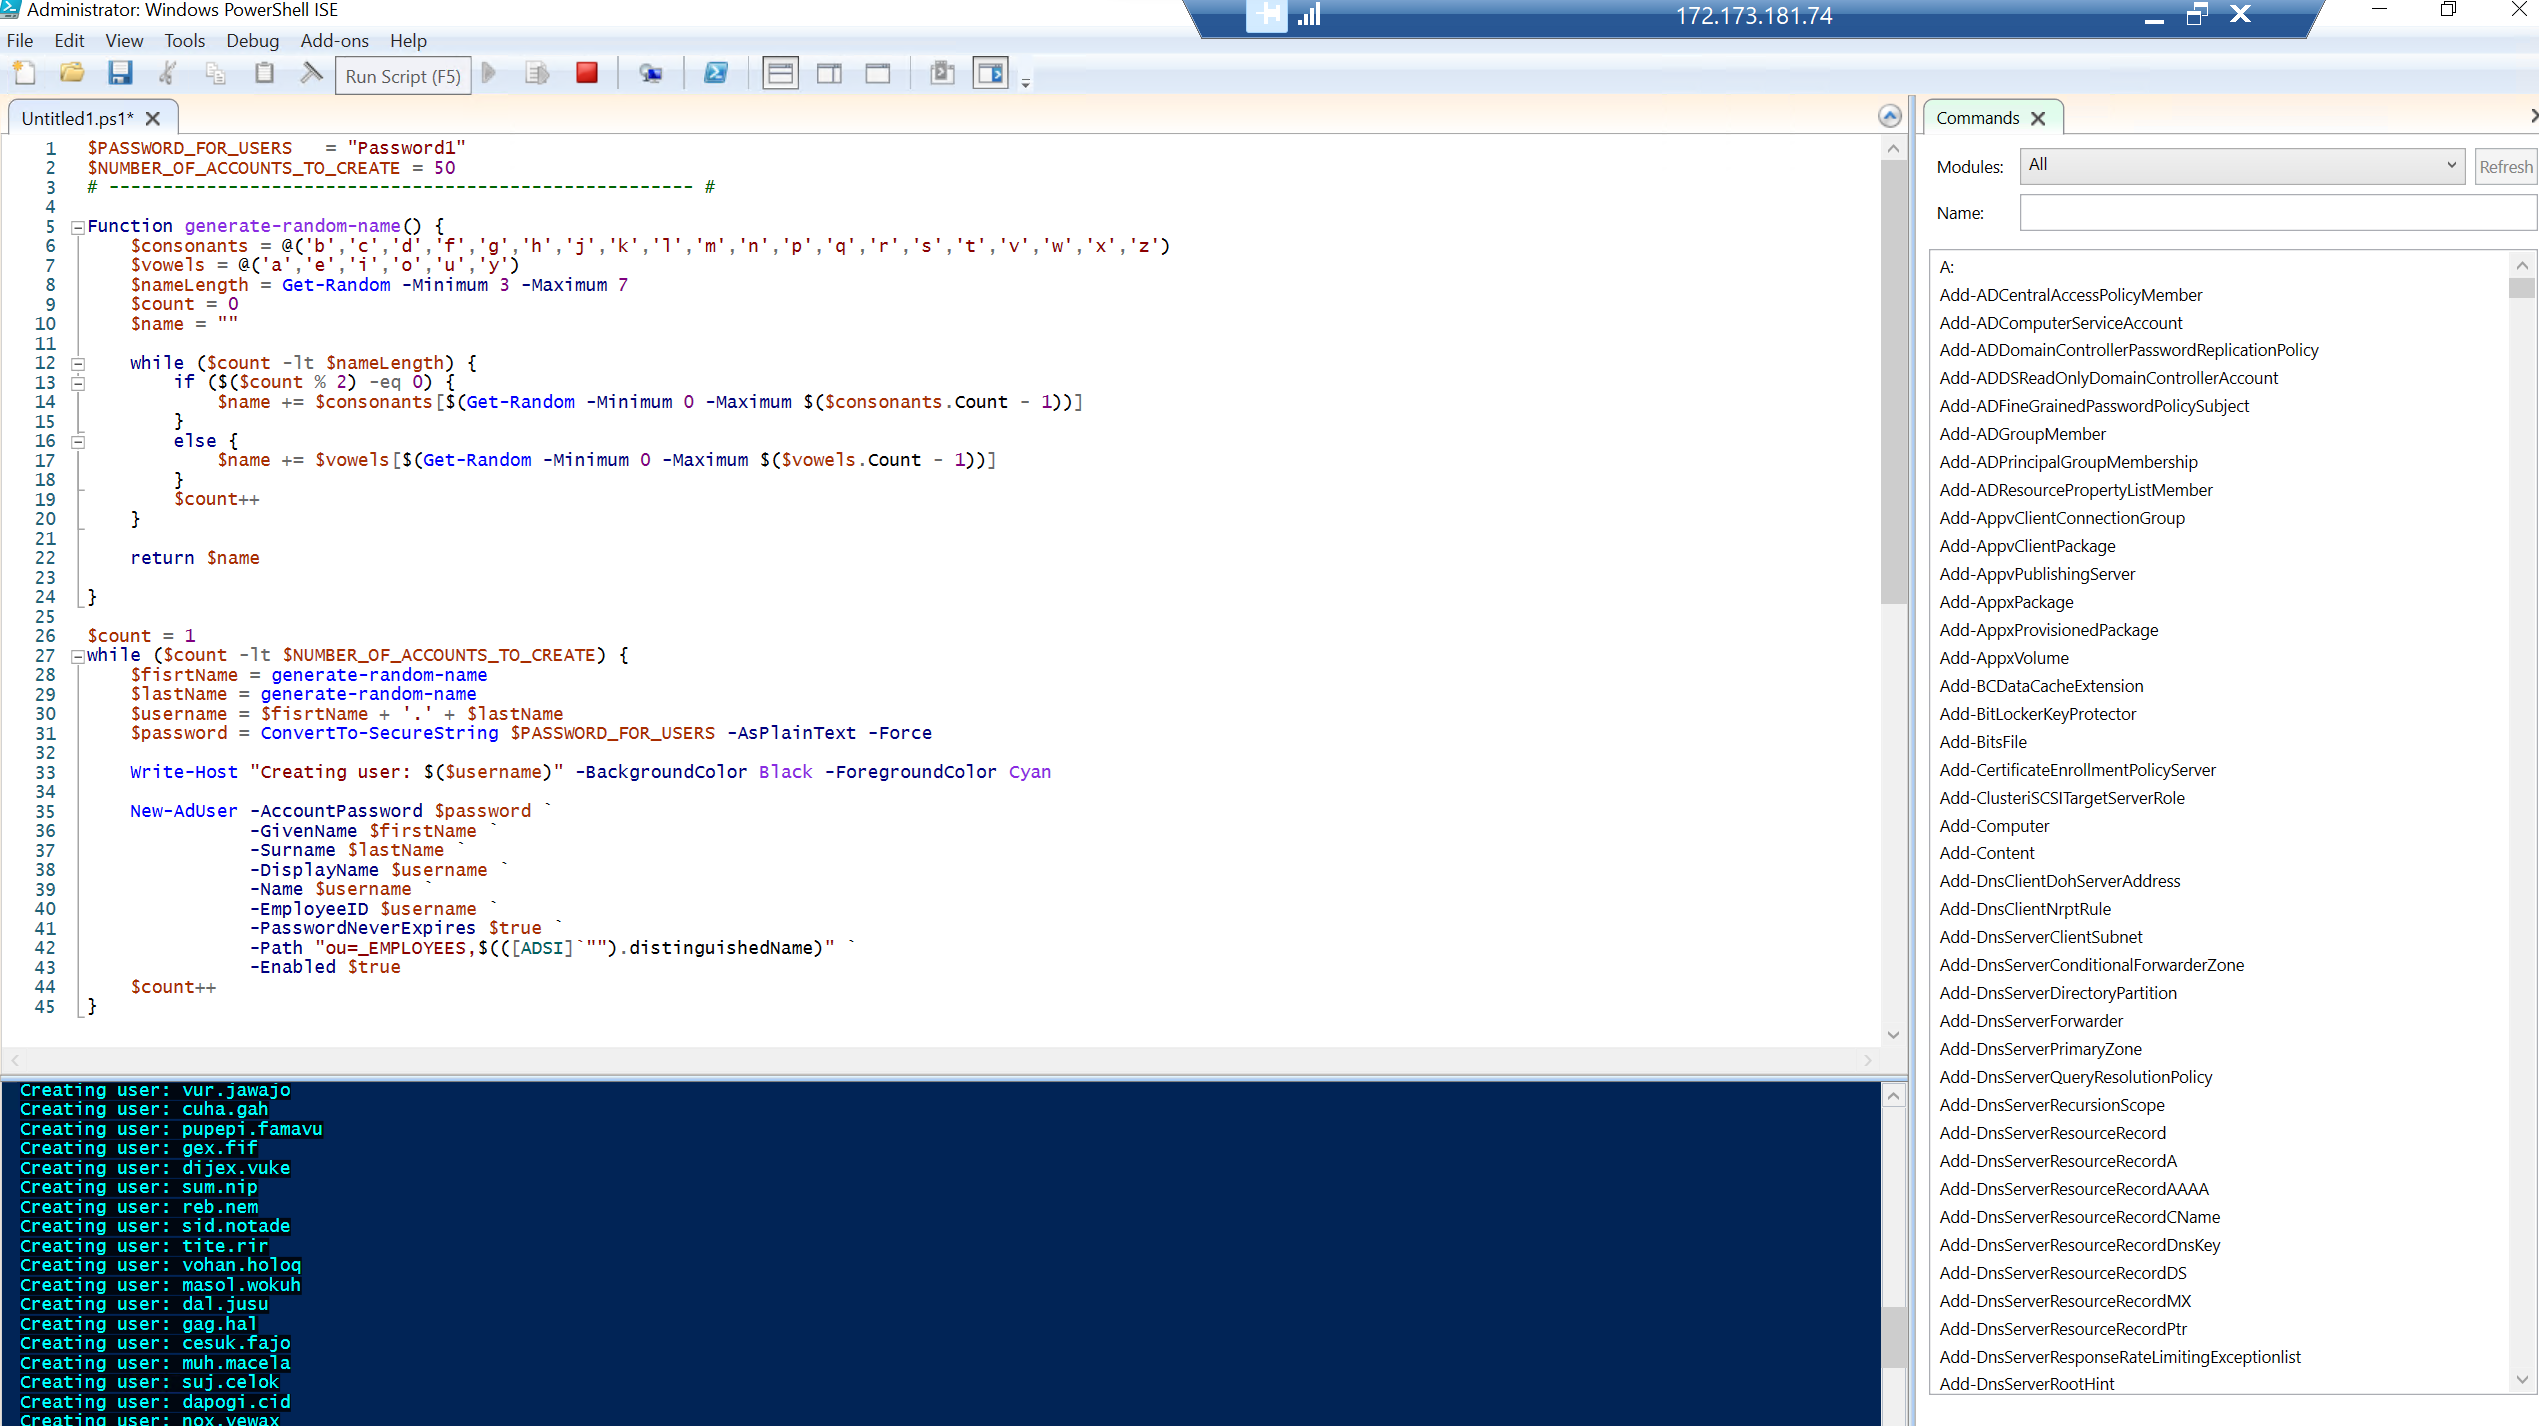 Administrator: Windows PowerShell ISE
172.173.181.74
File Edit View Tools Debug Add-ons Help
Run Script (F5)
Untitled1.ps1*
1 $PASSWORD_FOR_USERS   = "Password1"
2 $NUMBER_OF_ACCOUNTS_TO_CREATE = 50
3 # ------------------------------------------------------ #
4
5 Function generate-random-name() {
6     $consonants = @('b','c','d','f','g','h','j','k','l','m','n','p','q','r','s','t','v','w','x','z')
7     $vowels = @('a','e','i','o','u','y')
8     $nameLength = Get-Random -Minimum 3 -Maximum 7
9     $count = 0
10     $name = ""
11
12     while ($count -lt $nameLength) {
13         if ($($count % 2) -eq 0) {
14             $name += $consonants[$(Get-Random -Minimum 0 -Maximum $($consonants.Count - 1))]
15         }
16         else {
17             $name += $vowels[$(Get-Random -Minimum 0 -Maximum $($vowels.Count - 1))]
18         }
19         $count++
20     }
21
22     return $name
23
24 }
25
26 $count = 1
27 while ($count -lt $NUMBER_OF_ACCOUNTS_TO_CREATE) {
28     $fisrtName = generate-random-name
29     $lastName = generate-random-name
30     $username = $fisrtName + '.' + $lastName
31     $password = ConvertTo-SecureString $PASSWORD_FOR_USERS -AsPlainText -Force
32
33     Write-Host "Creating user: $($username)" -BackgroundColor Black -ForegroundColor Cyan
34
35     New-AdUser -AccountPassword $password `
36                -GivenName $firstName `
37                -Surname $lastName `
38                -DisplayName $username `
39                -Name $username `
40                -EmployeeID $username `
41                -PasswordNeverExpires $true `
42                -Path "ou=_EMPLOYEES,$(([ADSI]`"").distinguishedName)" `
43                -Enabled $true
44     $count++
45 }
Creating user: vur.jawajo
Creating user: cuha.gah
Creating user: pupepi.famavu
Creating user: gex.fif
Creating user: dijex.vuke
Creating user: sum.nip
Creating user: reb.nem
Creating user: sid.notade
Creating user: tite.rir
Creating user: vohan.holoq
Creating user: masol.wokuh
Creating user: dal.jusu
Creating user: gag.hal
Creating user: cesuk.fajo
Creating user: muh.macela
Creating user: suj.celok
Creating user: dapogi.cid
Creating user: nox.vewax
Commands
Modules: All Refresh
Name:
A:
Add-ADCentralAccessPolicyMember
Add-ADComputerServiceAccount
Add-ADDomainControllerPasswordReplicationPolicy
Add-ADDSReadOnlyDomainControllerAccount
Add-ADFineGrainedPasswordPolicySubject
Add-ADGroupMember
Add-ADPrincipalGroupMembership
Add-ADResourcePropertyListMember
Add-AppvClientConnectionGroup
Add-AppvClientPackage
Add-AppvPublishingServer
Add-AppxPackage
Add-AppxProvisionedPackage
Add-AppxVolume
Add-BCDataCacheExtension
Add-BitLockerKeyProtector
Add-BitsFile
Add-CertificateEnrollmentPolicyServer
Add-ClusteriSCSITargetServerRole
Add-Computer
Add-Content
Add-DnsClientDohServerAddress
Add-DnsClientNrptRule
Add-DnsServerClientSubnet
Add-DnsServerConditionalForwarderZone
Add-DnsServerDirectoryPartition
Add-DnsServerForwarder
Add-DnsServerPrimaryZone
Add-DnsServerQueryResolutionPolicy
Add-DnsServerRecursionScope
Add-DnsServerResourceRecord
Add-DnsServerResourceRecordA
Add-DnsServerResourceRecordAAAA
Add-DnsServerResourceRecordCName
Add-DnsServerResourceRecordDnsKey
Add-DnsServerResourceRecordDS
Add-DnsServerResourceRecordMX
Add-DnsServerResourceRecordPtr
Add-DnsServerResponseRateLimitingExceptionlist
Add-DnsServerRootHint